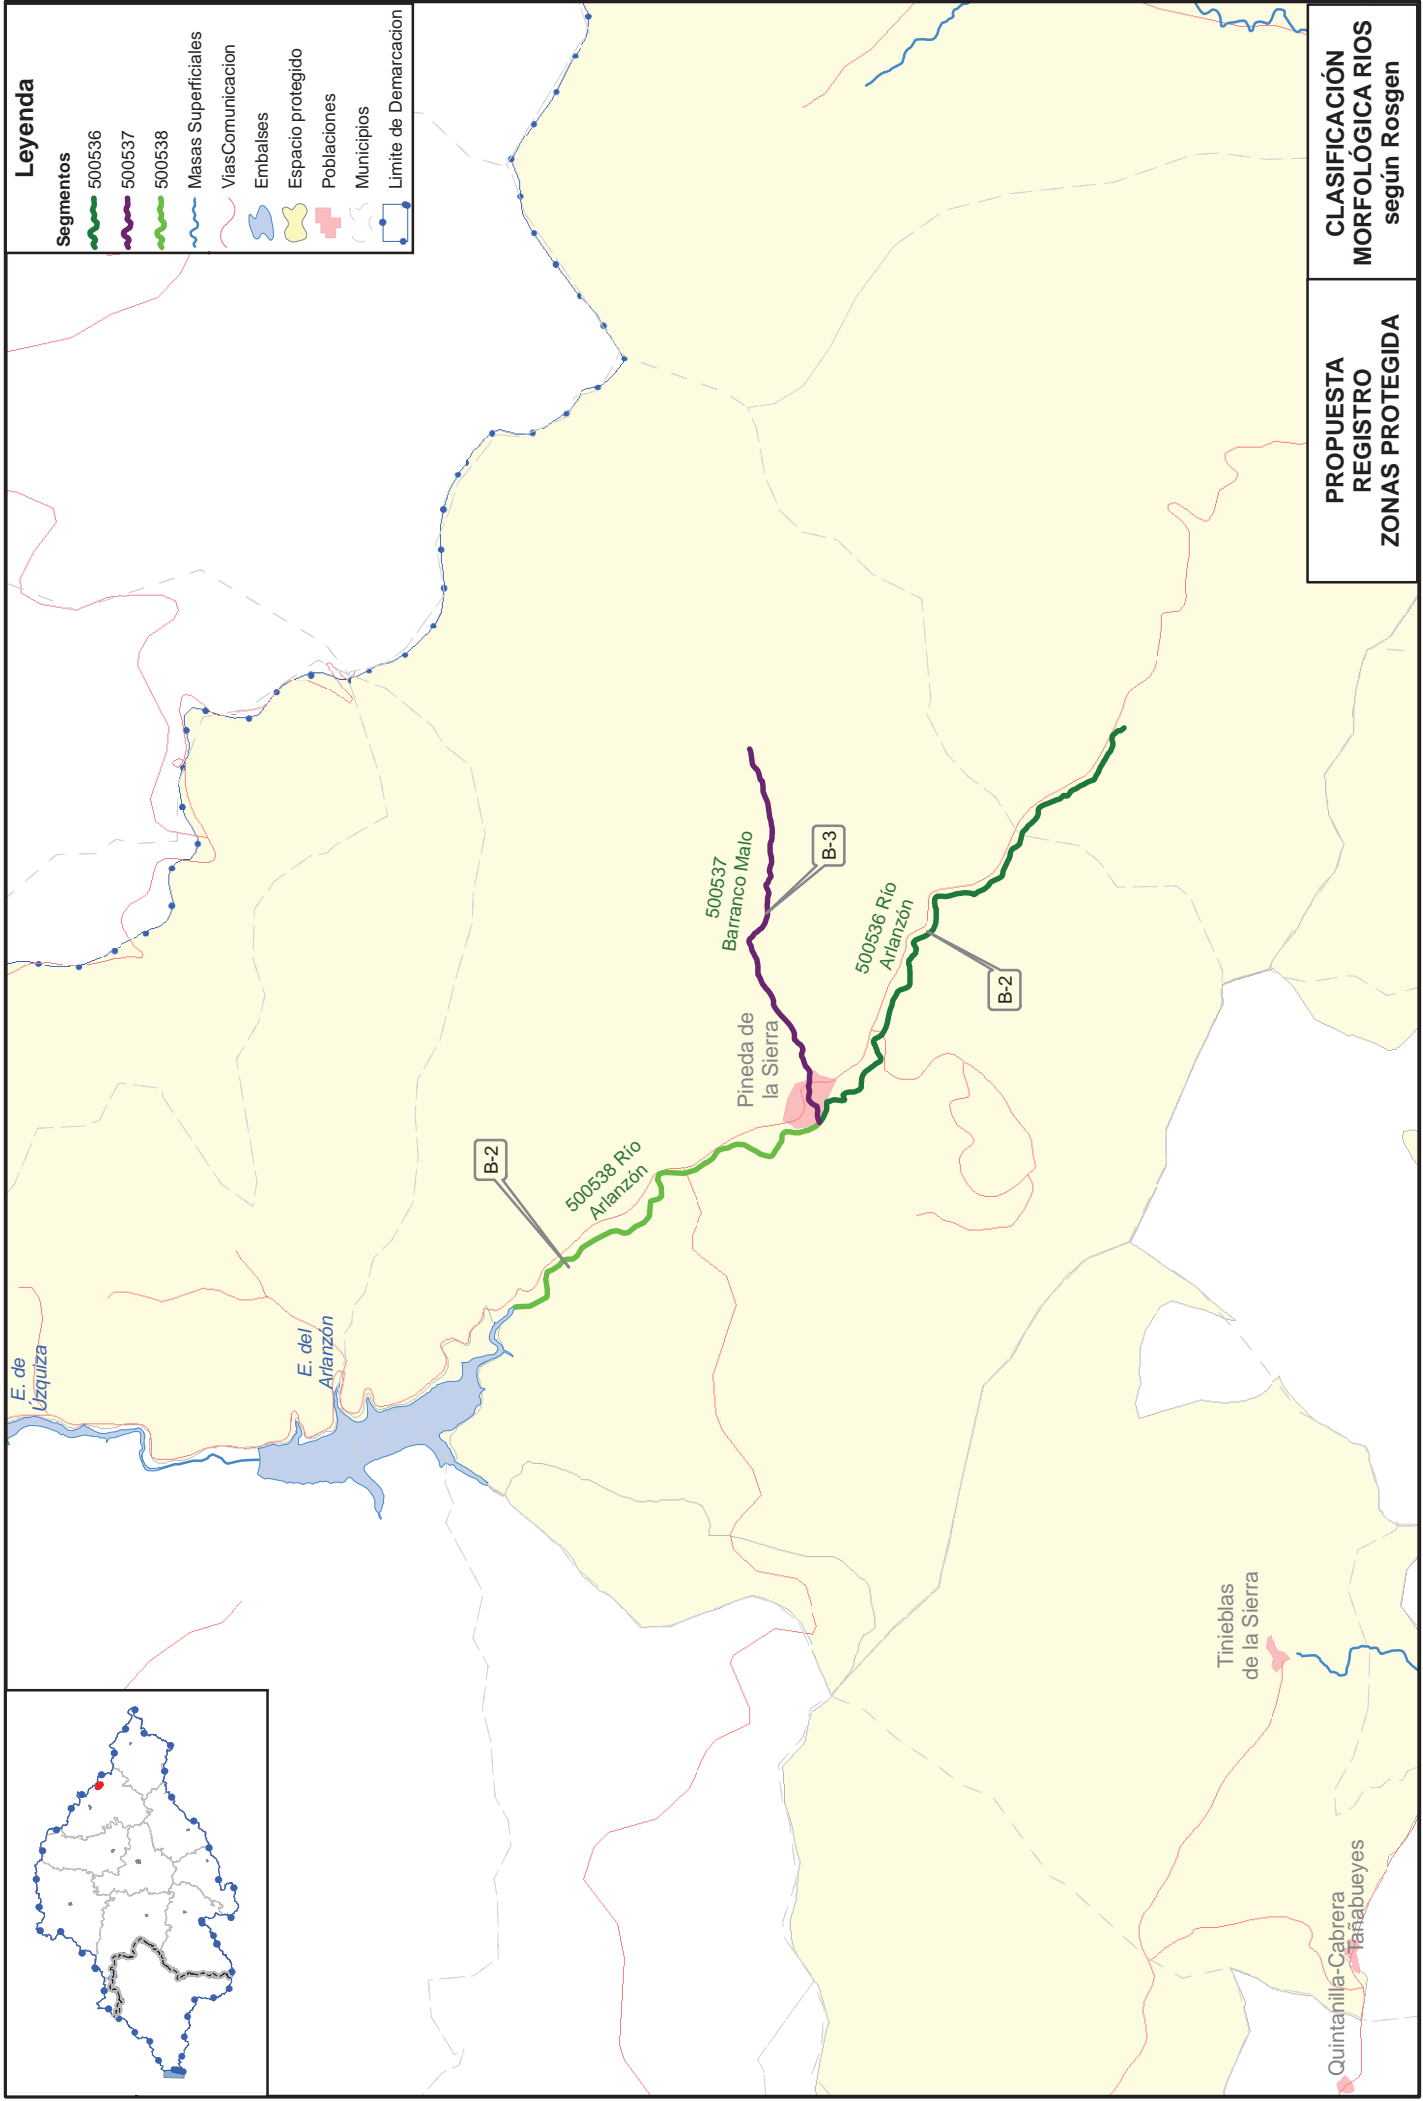 Leyenda
Segmentos
500536
500537
500538
Masas Superficiales
ViasComunicacion
Embalses
Espacio protegido
Poblaciones
Municipios
Limite de Demarcacion
E. de
Úzquiza
E. del
Arlanzón
B-2
500538 Río
Arlanzón
Pineda de
la Sierra
500537
Barranco Malo
B-3
500536 Río
Arlanzón
B-2
Tinieblas
de la Sierra
Quintanilla-Cabrera
Tañabueyes
PROPUESTA
REGISTRO
ZONAS PROTEGIDA
CLASIFICACIÓN
MORFOLÓGICA RIOS
según Rosgen